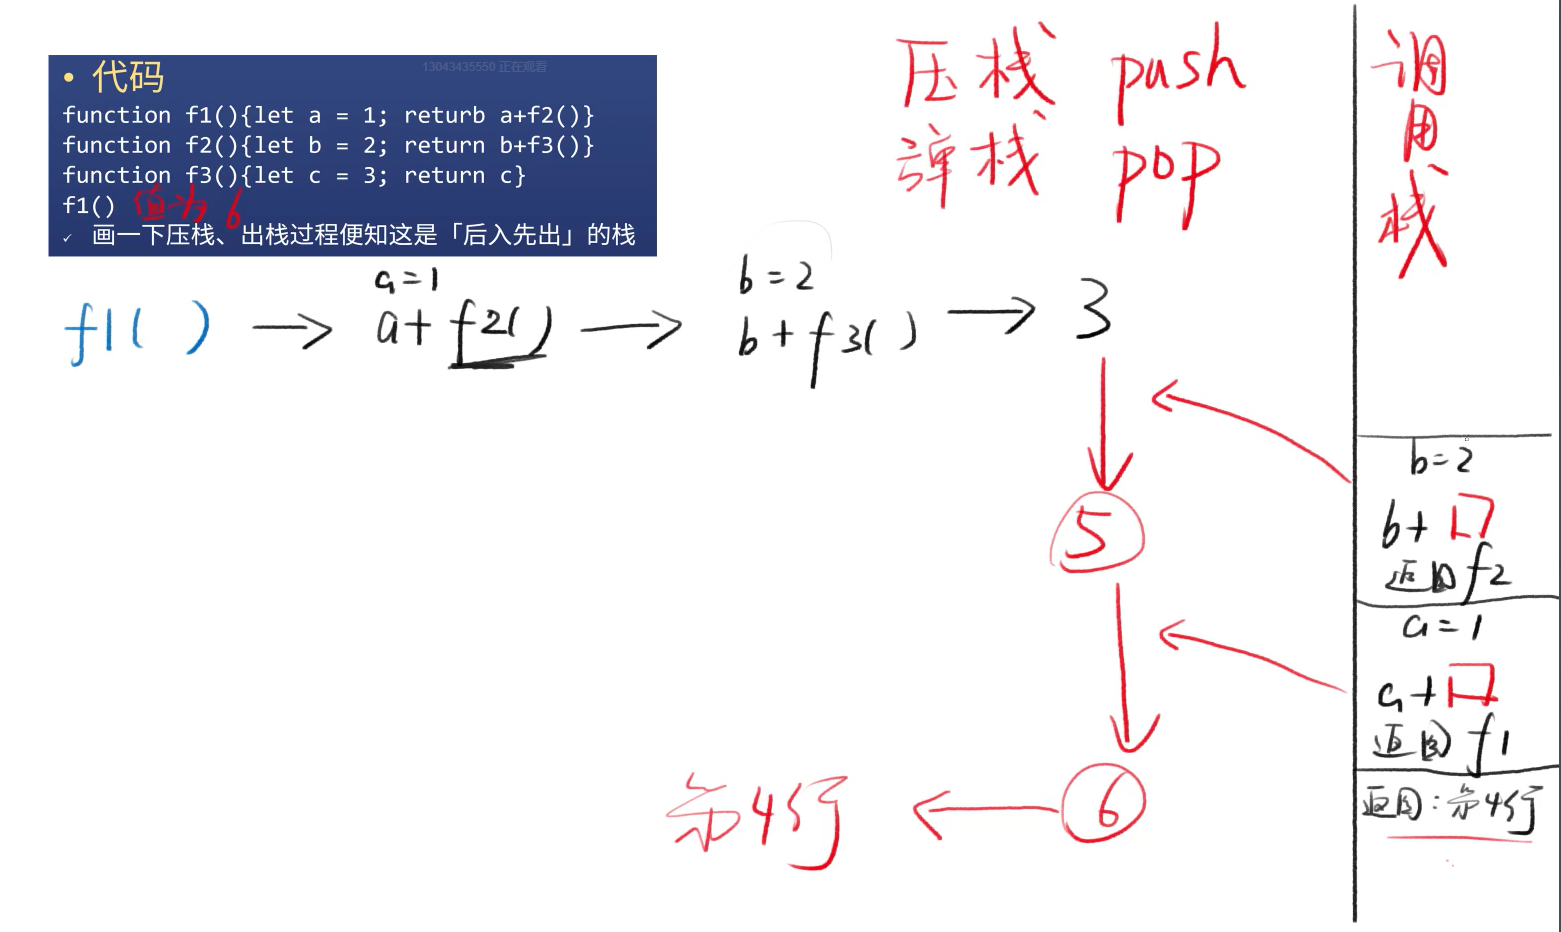 • 代码
13043435550 正在观看
function f1(){let a = 1; returb a+f2()}
function f2(){let b = 2; return b+f3()}
function f3(){let c = 3; return c}
f1() 值为 6
✓ 画一下压栈、出栈过程便知这是「后入先出」的栈
压栈 push
弹栈 pop
调用栈
a=1
b=2
f1( ) → a+f2() → b+f3( ) → 3
5
6
第4行
b=2
b+口
返回f2
a=1
a+口
返回 f1
返回:第4行